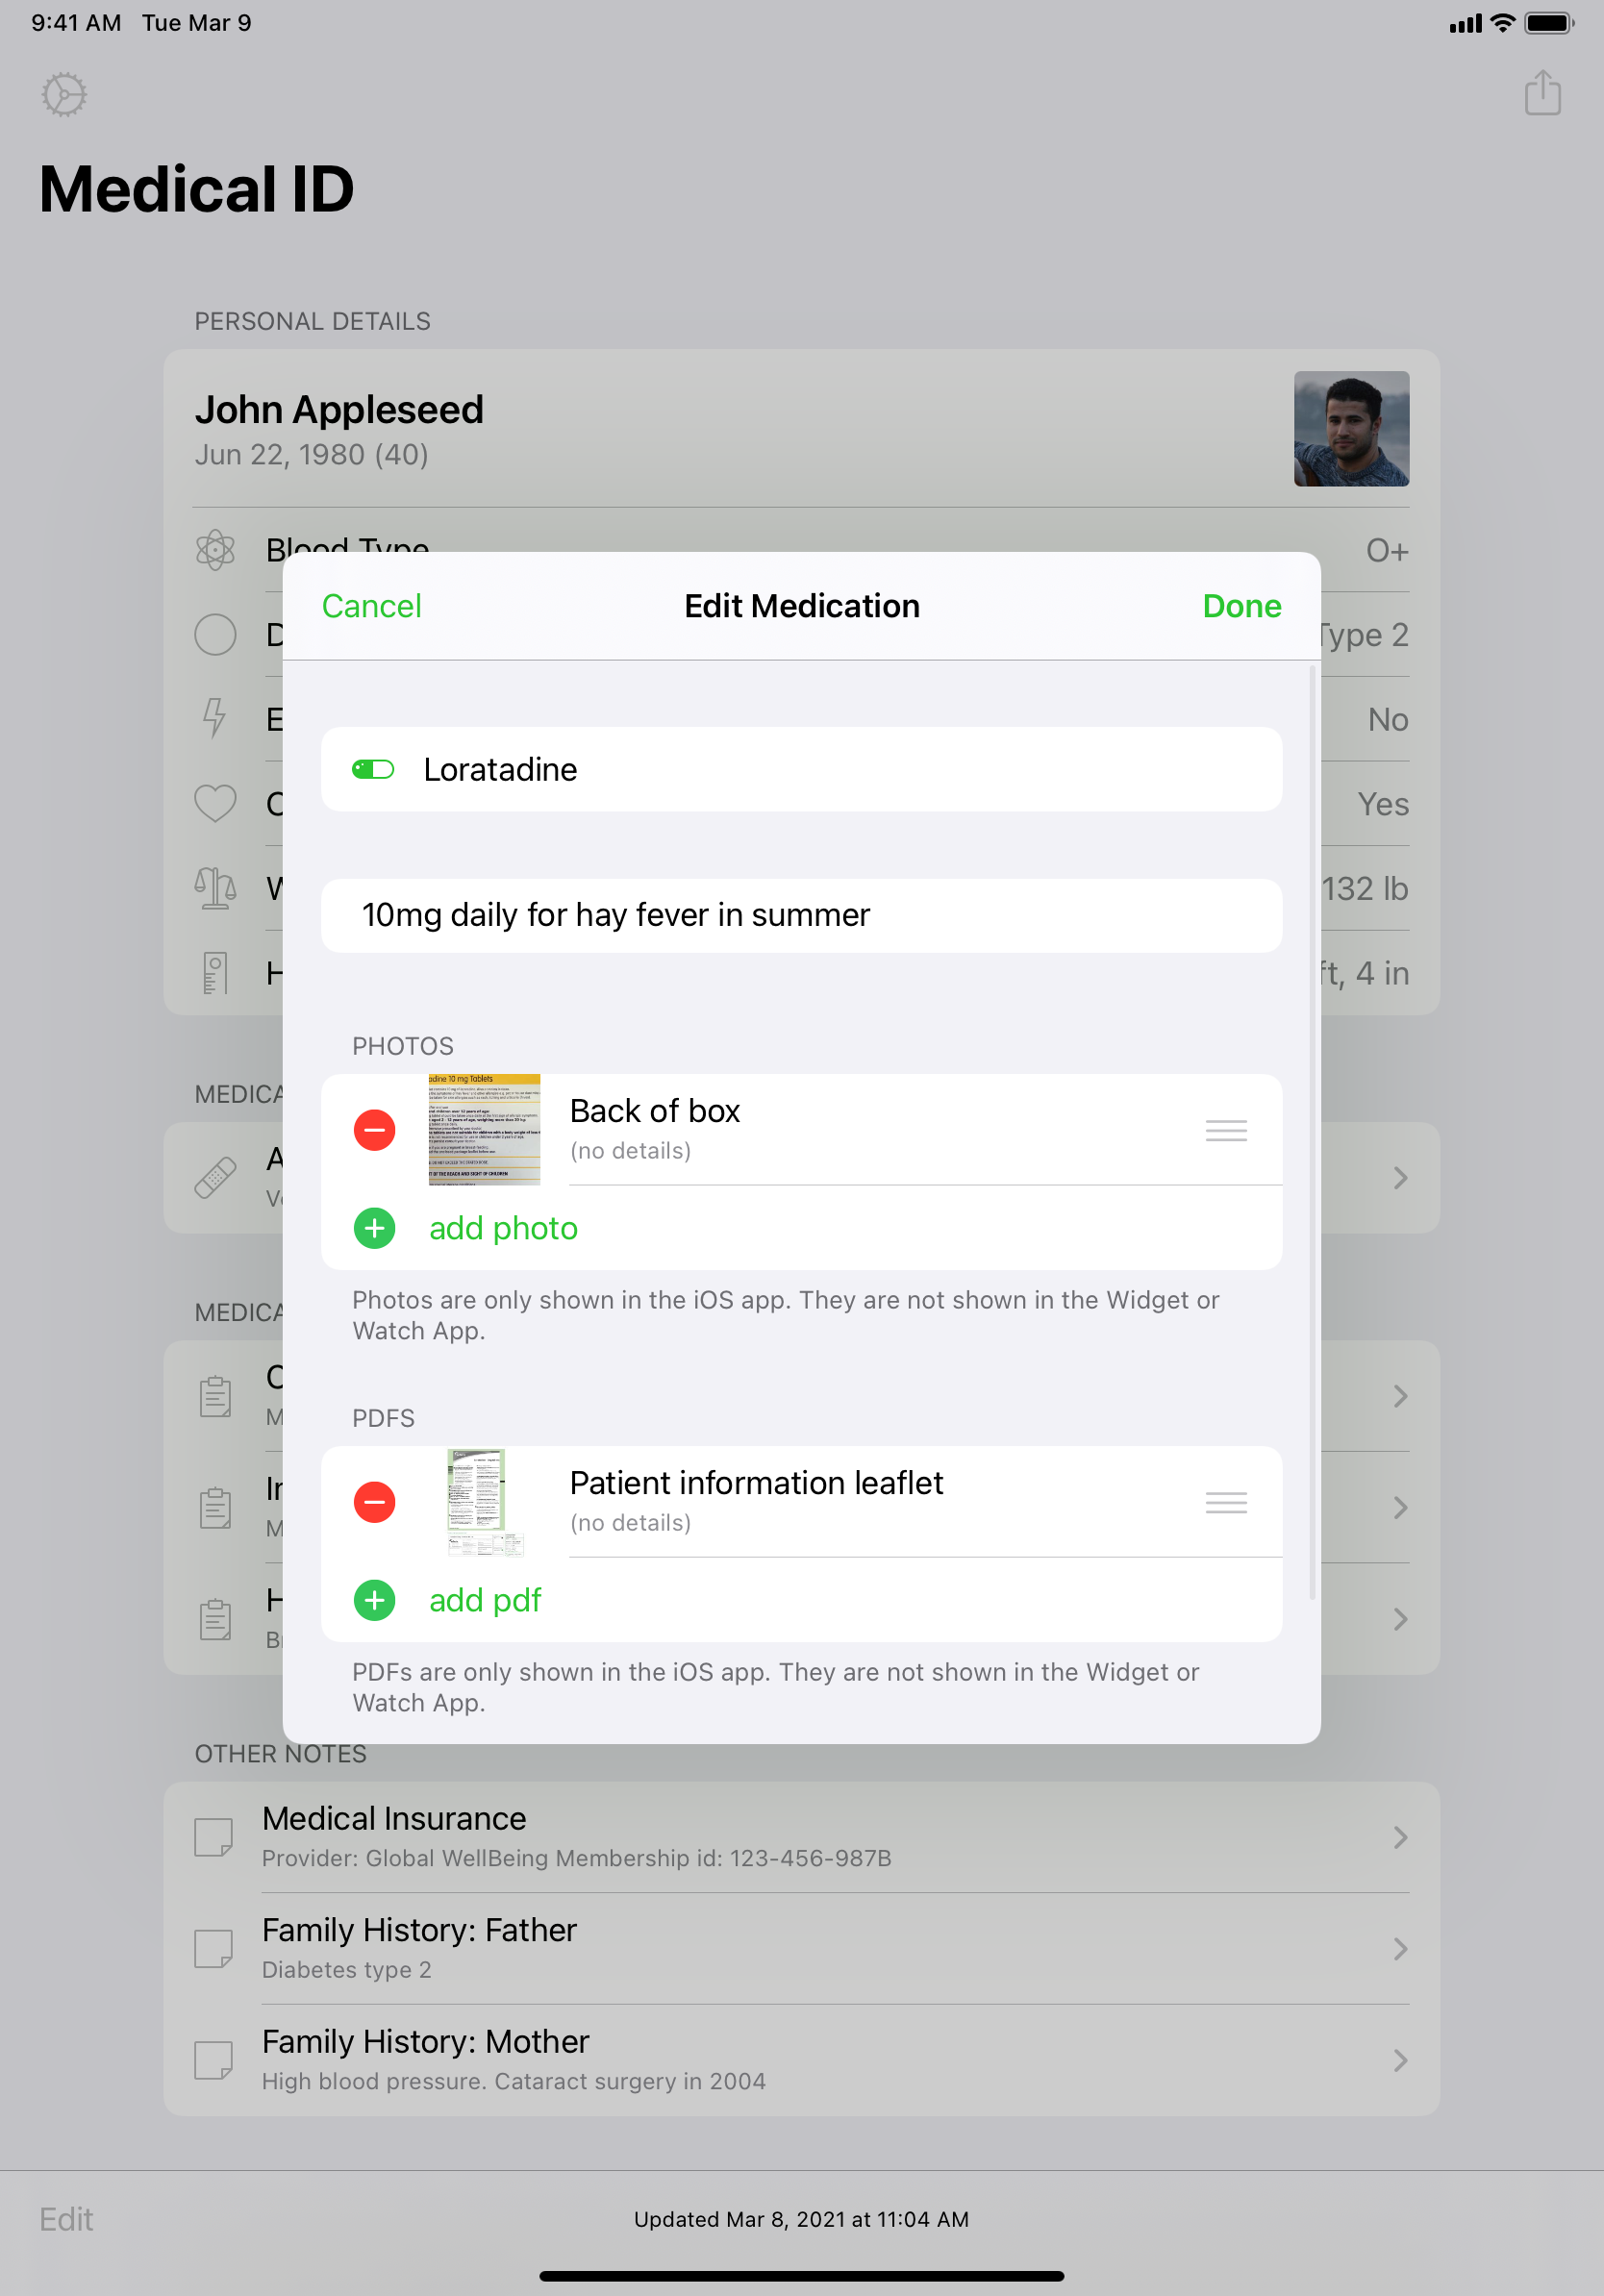 9:41 AM Tue Mar 9
Medical ID
PERSONAL DETAILS
John Appleseed
Jun 22, 1980 (40)
Blood Type O+
Type 2
No
Yes
132 lb
ft, 4 in
Cancel Edit Medication Done
Loratadine
10mg daily for hay fever in summer
PHOTOS
adine 10 mg Tablets
Back of box
(no details)
add photo
Photos are only shown in the iOS app. They are not shown in the Widget or
Watch App.
PDFS
Patient information leaflet
(no details)
add pdf
PDFs are only shown in the iOS app. They are not shown in the Widget or
Watch App.
OTHER NOTES
Medical Insurance
Provider: Global WellBeing Membership id: 123-456-987B
Family History: Father
Diabetes type 2
Family History: Mother
High blood pressure. Cataract surgery in 2004
Edit Updated Mar 8, 2021 at 11:04 AM